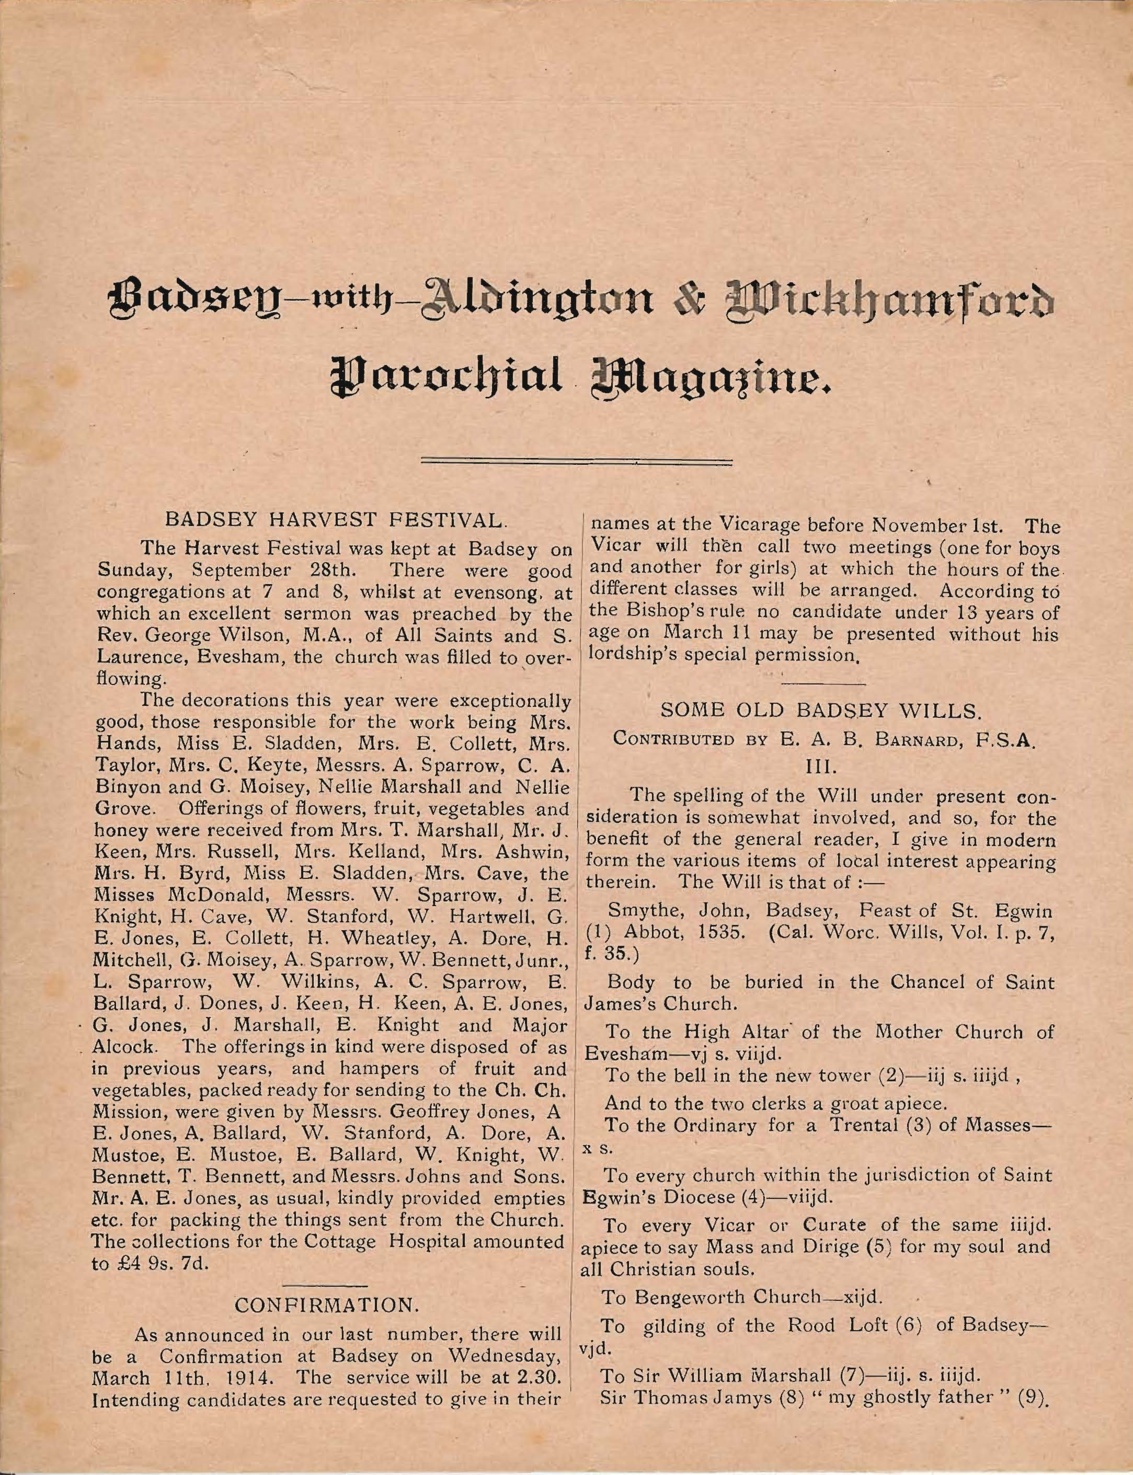 Badsey—with—Aldington & Wickhamford
Parochial Magazine.
BADSEY HARVEST FESTIVAL.
The Harvest Festival was kept at Badsey on
Sunday, September 28th. There were good
congregations at 7 and 8, whilst at evensong, at
which an excellent sermon was preached by the
Rev. George Wilson, M.A., of All Saints and S.
Laurence, Evesham, the church was filled to over-
flowing.
The decorations this year were exceptionally
good, those responsible for the work being Mrs.
Hands, Miss E. Sladden, Mrs. E. Collett, Mrs.
Taylor, Mrs. C. Keyte, Messrs. A. Sparrow, C. A.
Binyon and G. Moisey, Nellie Marshall and Nellie
Grove. Offerings of flowers, fruit, vegetables and
honey were received from Mrs. T. Marshall, Mr. J.
Keen, Mrs. Russell, Mrs. Kelland, Mrs. Ashwin,
Mrs. H. Byrd, Miss E. Sladden, Mrs. Cave, the
Misses McDonald, Messrs. W. Sparrow, J. E.
Knight, H. Cave, W. Stanford, W. Hartwell, G.
E. Jones, E. Collett, H. Wheatley, A. Dore, H.
Mitchell, G. Moisey, A. Sparrow, W. Bennett, Junr.,
L. Sparrow, W. Wilkins, A. C. Sparrow, E.
Ballard, J. Dones, J. Keen, H. Keen, A. E. Jones,
G. Jones, J. Marshall, E. Knight and Major
Alcock. The offerings in kind were disposed of as
in previous years, and hampers of fruit and
vegetables, packed ready for sending to the Ch. Ch.
Mission, were given by Messrs. Geoffrey Jones, A
E. Jones, A. Ballard, W. Stanford, A. Dore, A.
Mustoe, E. Mustoe, E. Ballard, W. Knight, W.
Bennett, T. Bennett, and Messrs. Johns and Sons.
Mr. A. E. Jones, as usual, kindly provided empties
etc. for packing the things sent from the Church.
The collections for the Cottage Hospital amounted
to £4 9s. 7d.
CONFIRMATION.
As announced in our last number, there will
be a Confirmation at Badsey on Wednesday,
March 11th, 1914. The service will be at 2.30.
Intending candidates are requested to give in their
names at the Vicarage before November 1st. The
Vicar will then call two meetings (one for boys
and another for girls) at which the hours of the
different classes will be arranged. According to
the Bishop's rule no candidate under 13 years of
age on March 11 may be presented without his
lordship's special permission.
SOME OLD BADSEY WILLS.
CONTRIBUTED BY E. A. B. BARNARD, F.S.A.
III.
The spelling of the Will under present con-
sideration is somewhat involved, and so, for the
benefit of the general reader, I give in modern
form the various items of local interest appearing
therein. The Will is that of :—
Smythe, John, Badsey, Feast of St. Egwin
(1) Abbot, 1535. (Cal. Worc. Wills, Vol. I. p. 7,
f. 35.)
Body to be buried in the Chancel of Saint
James's Church.
To the High Altar of the Mother Church of
Evesham—vj s. viijd.
To the bell in the new tower (2)—iij s. iiijd ,
And to the two clerks a groat apiece.
To the Ordinary for a Trental (3) of Masses—
x s.
To every church within the jurisdiction of Saint
Egwin's Diocese (4)—viijd.
To every Vicar or Curate of the same iiijd.
apiece to say Mass and Dirige (5) for my soul and
all Christian souls.
To Bengeworth Church—xijd.
To gilding of the Rood Loft (6) of Badsey—
vjd.
To Sir William Marshall (7)—iij. s. iiijd.
Sir Thomas Jamys (8) " my ghostly father " (9).